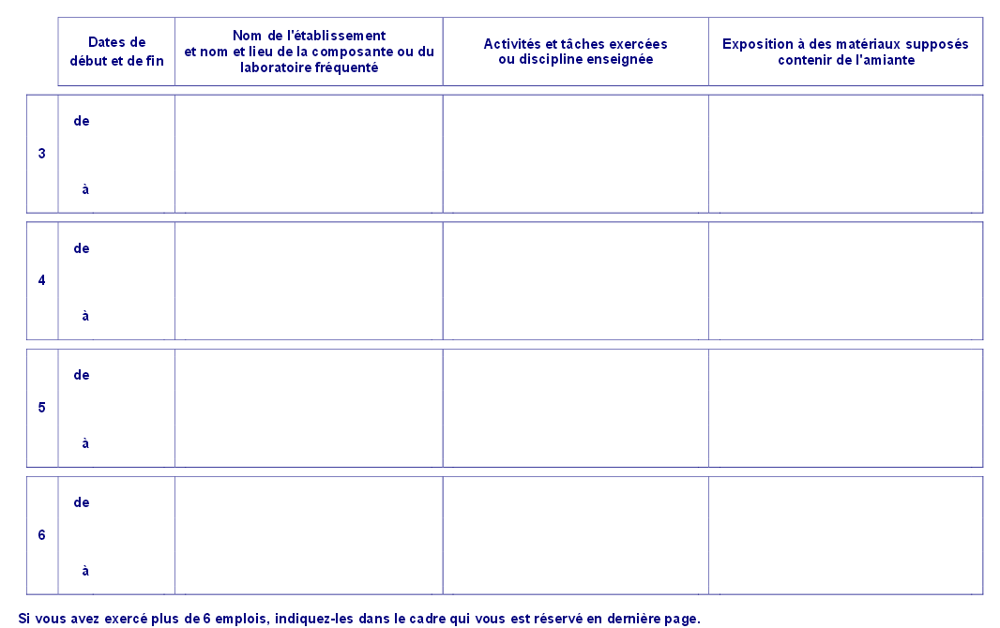 Dates de
début et de fin
Nom de l'établissement
et nom et lieu de la composante ou du
laboratoire fréquenté
Activités et tâches exercées
ou discipline enseignée
Exposition à des matériaux supposés
contenir de l'amiante
3
de
à
4
de
à
5
de
à
6
de
à
Si vous avez exercé plus de 6 emplois, indiquez-les dans le cadre qui vous est réservé en dernière page.